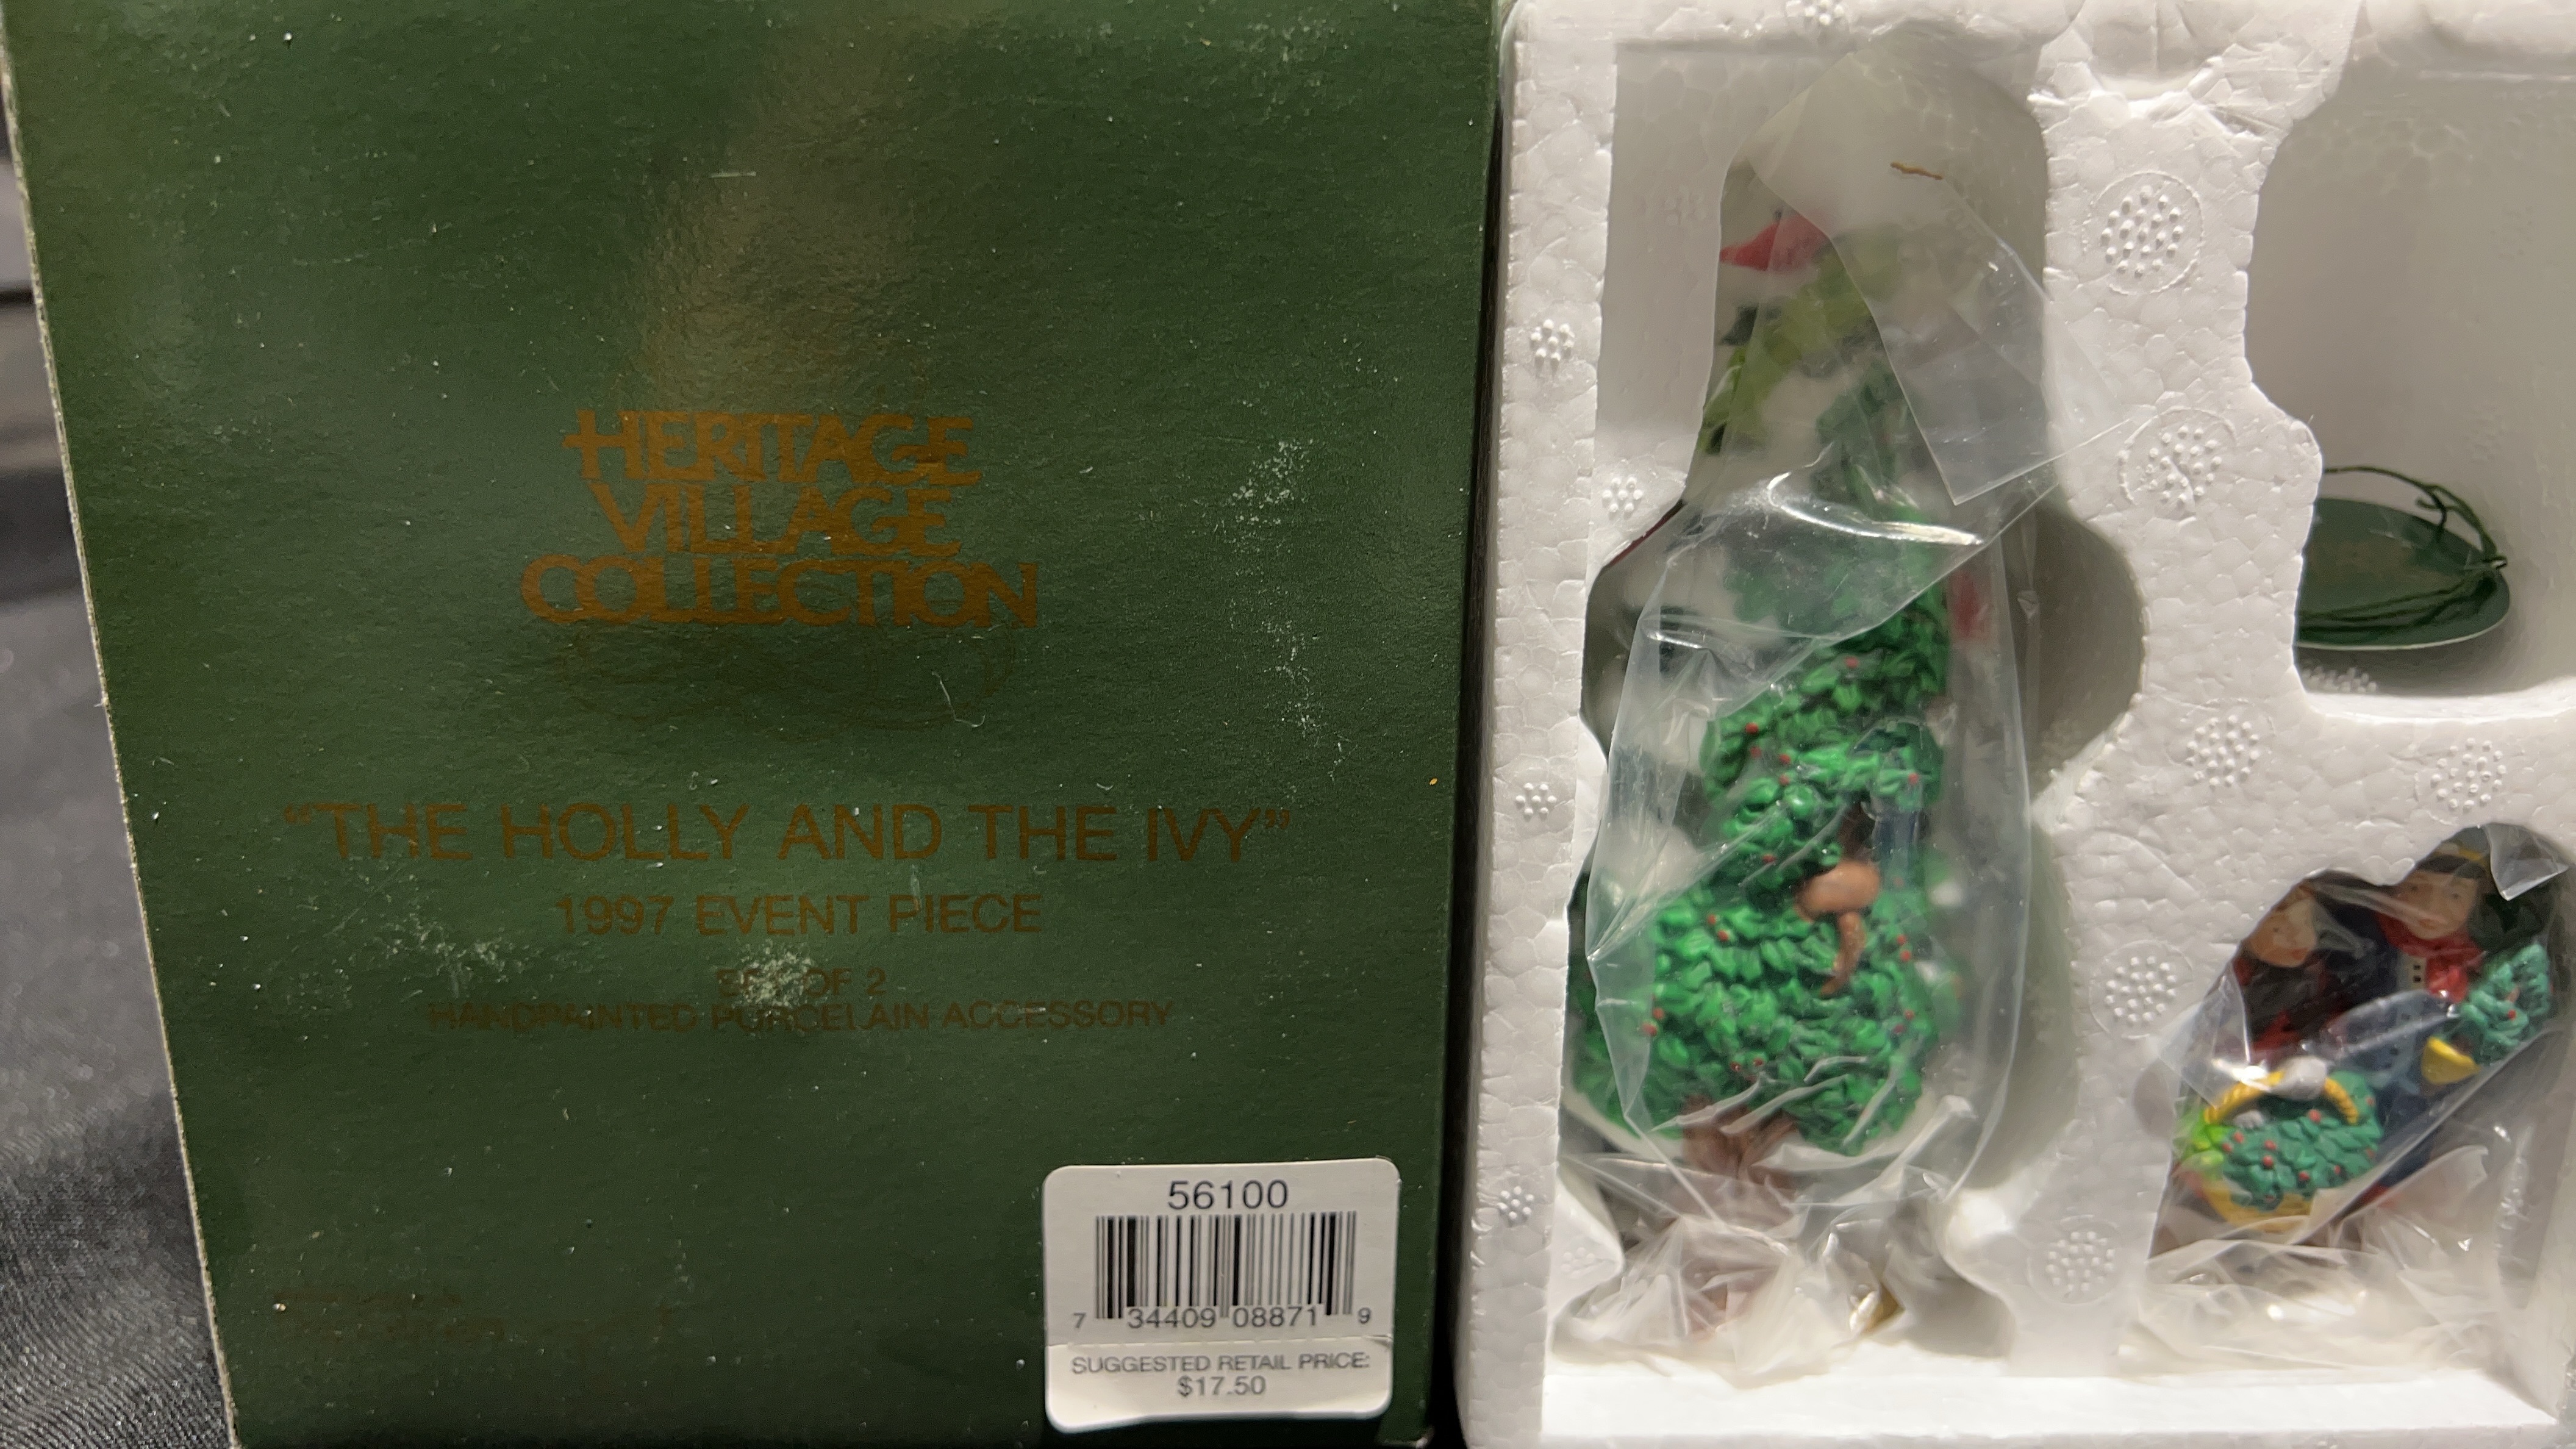 HERITAGE
VILLAGE
COLLECTION
“THE HOLLY AND THE IVY”
1997 EVENT PIECE
SET OF 2
HANDPAINTED PORCELAIN ACCESSORY
56100
7 34409 08871 9
SUGGESTED RETAIL PRICE:
$17.50